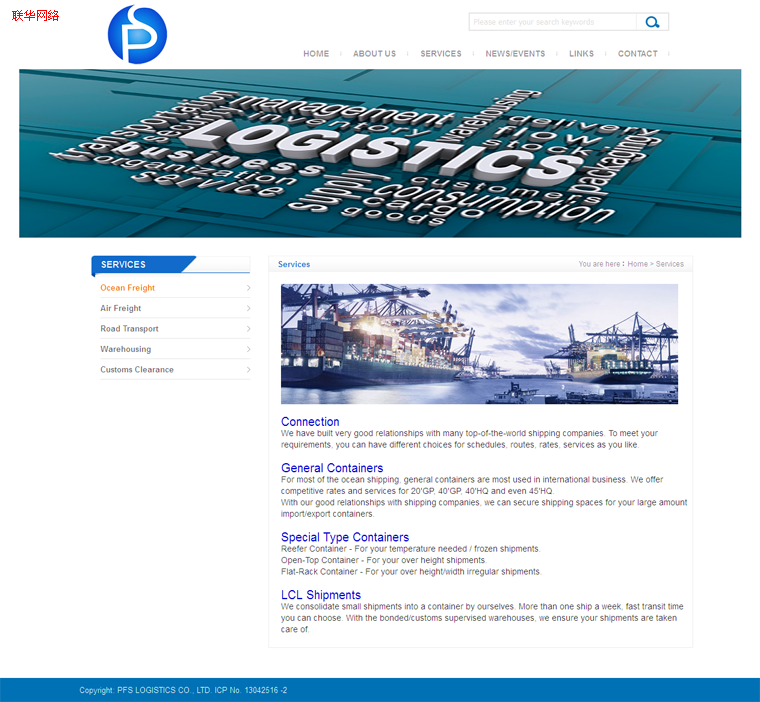 联华网络
Please enter your search keywords
HOME ABOUT US SERVICES NEWS/EVENTS LINKS CONTACT
management
warehousing
delivery
inventory
flow
stock
packaging
transportation
LOGISTICS
business
organization
service
supply
customers
cargo
consumption
goods
SERVICES
Ocean Freight
Air Freight
Road Transport
Warehousing
Customs Clearance
Services
You are here: Home > Services
Connection
We have built very good relationships with many top-of-the-world shipping companies. To meet your
requirements, you can have different choices for schedules, routes, rates, services as you like.
General Containers
For most of the ocean shipping, general containers are most used in international business. We offer
competitive rates and services for 20'GP, 40'GP, 40'HQ and even 45'HQ.
With our good relationships with shipping companies, we can secure shipping spaces for your large amount
import/export containers.
Special Type Containers
Reefer Container - For your temperature needed / frozen shipments.
Open-Top Container - For your over height shipments.
Flat-Rack Container - For your over height/width irregular shipments.
LCL Shipments
We consolidate small shipments into a container by ourselves. More than one ship a week, fast transit time
you can choose. With the bonded/customs supervised warehouses, we ensure your shipments are taken
care of.
Copyright: PFS LOGISTICS CO., LTD. ICP No. 13042516 -2